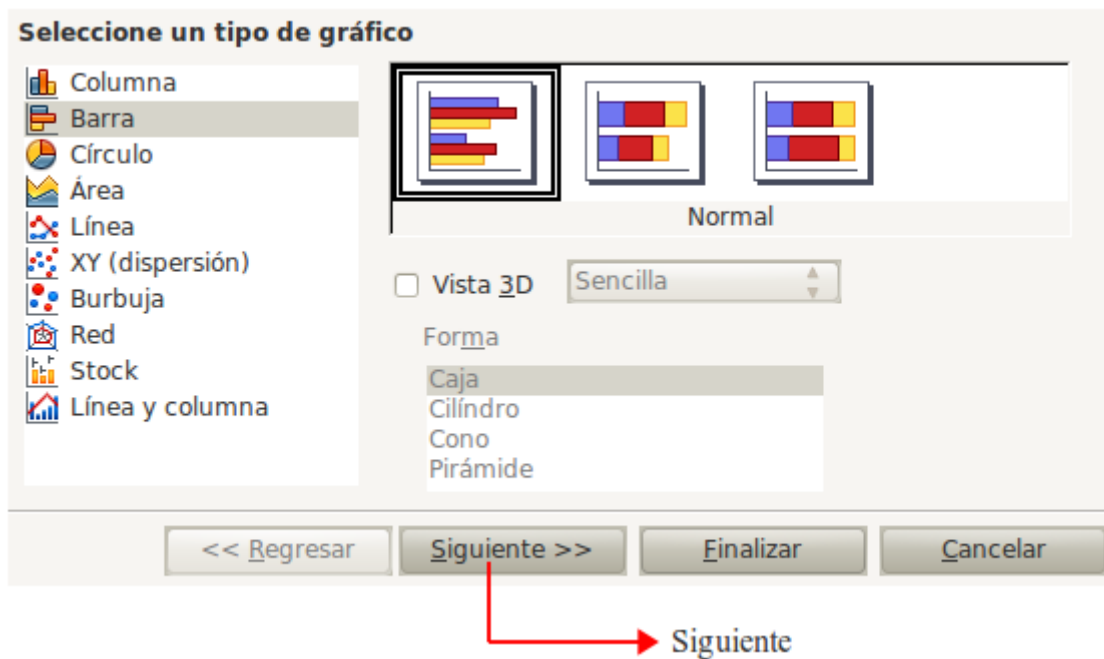 Seleccione un tipo de gráfico
Columna
Barra
Círculo
Área
Línea
XY (dispersión)
Burbuja
Red
Stock
Línea y columna
Normal
Vista 3D
Sencilla
Forma
Caja
Cilíndro
Cono
Pirámide
<< Regresar
Siguiente >>
Finalizar
Cancelar
Siguiente